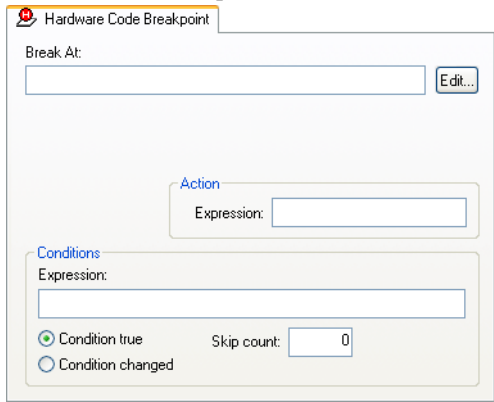 Hardware Code Breakpoint
Break At:
Edit...
Action
Expression:
Conditions
Expression:
Condition true
Skip count: 0
Condition changed